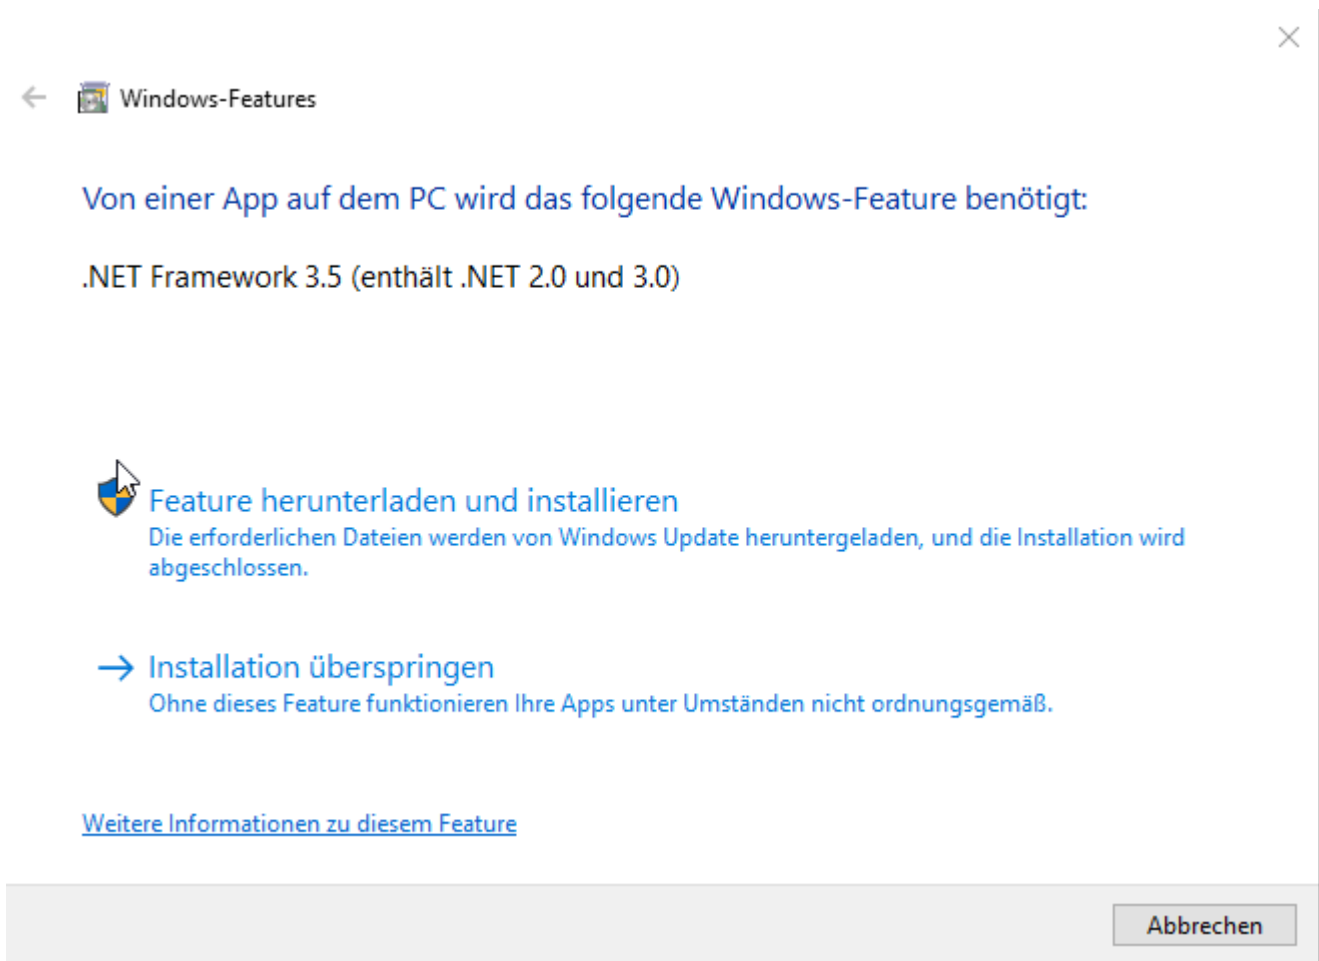 Windows-Features
Von einer App auf dem PC wird das folgende Windows-Feature benötigt:
.NET Framework 3.5 (enthält .NET 2.0 und 3.0)
Feature herunterladen und installieren
Die erforderlichen Dateien werden von Windows Update heruntergeladen, und die Installation wird
abgeschlossen.
Installation überspringen
Ohne dieses Feature funktionieren Ihre Apps unter Umständen nicht ordnungsgemäß.
Weitere Informationen zu diesem Feature
Abbrechen